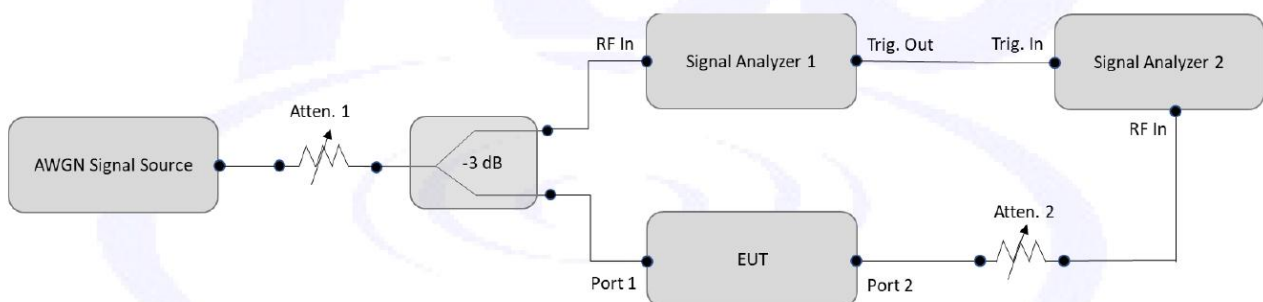 RF In
Signal Analyzer 1
Trig. Out
Trig. In
Signal Analyzer 2
RF In
AWGN Signal Source
Atten. 1
-3 dB
Port 1
EUT
Port 2
Atten. 2